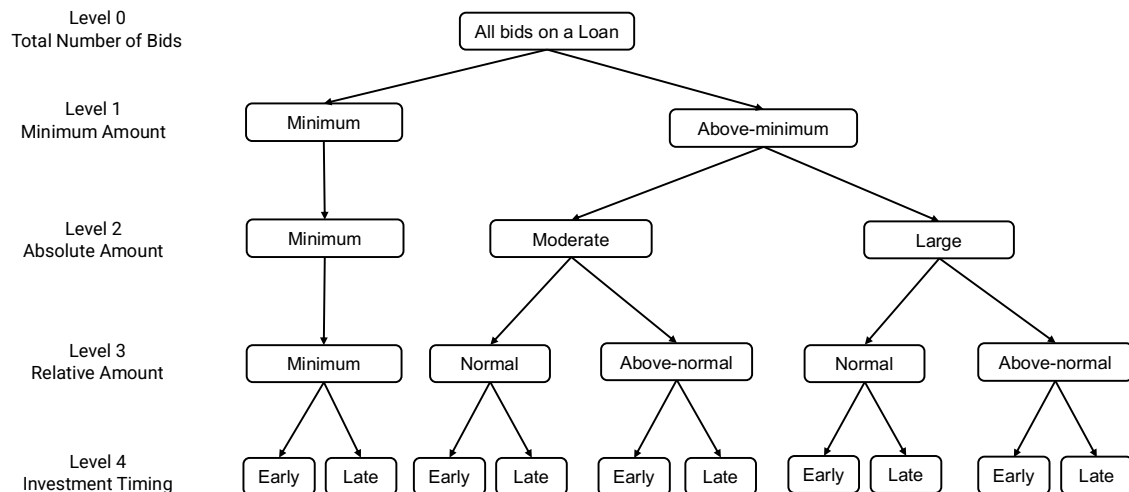 Level 0
Total Number of Bids
All bids on a Loan
Level 1
Minimum Amount
Minimum
Above-minimum
Level 2
Absolute Amount
Minimum
Moderate
Large
Level 3
Relative Amount
Minimum
Normal
Above-normal
Normal
Above-normal
Level 4
Investment Timing
Early
Late
Early
Late
Early
Late
Early
Late
Early
Late